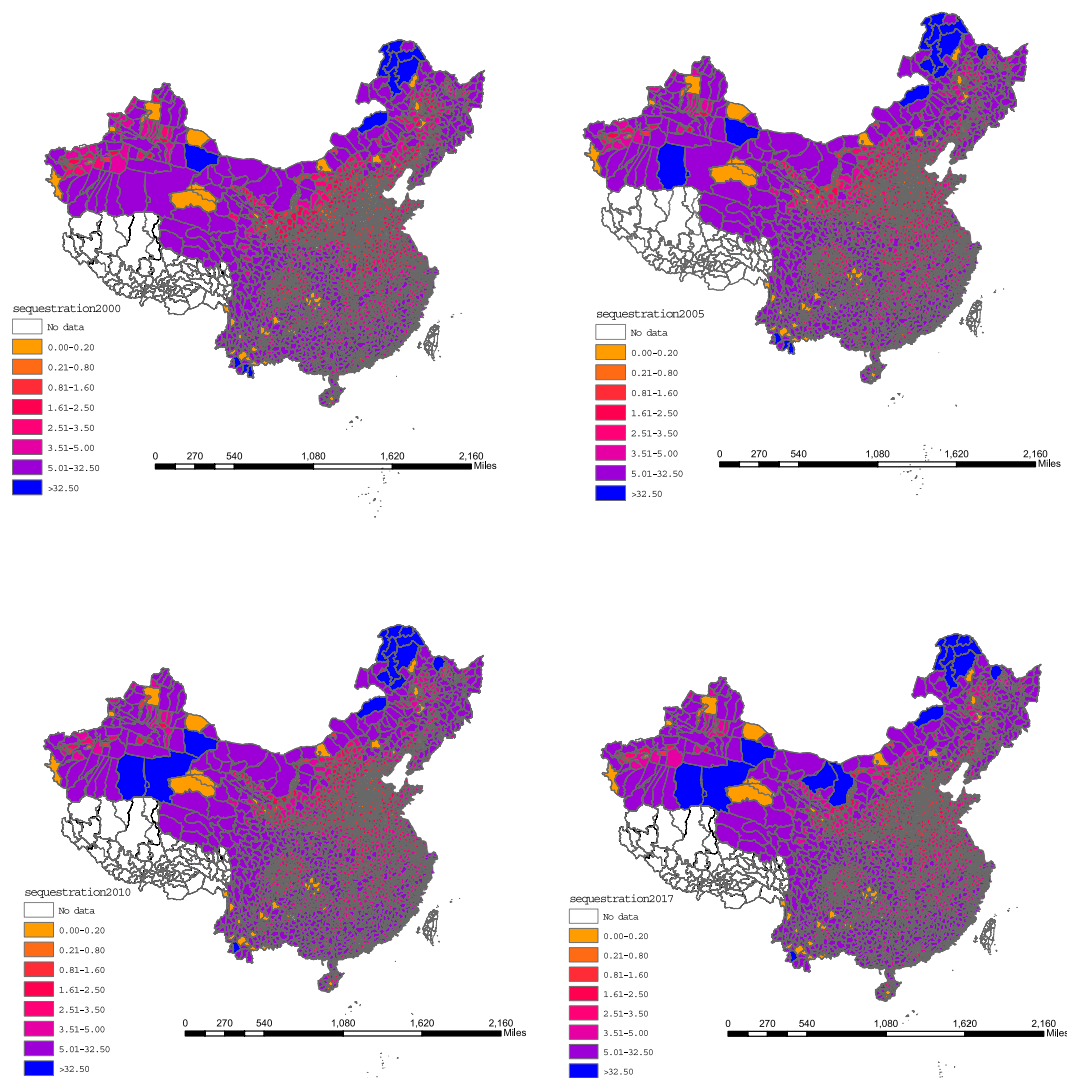 sequestration2000
No data
0.00-0.20
0.21-0.80
0.81-1.60
1.61-2.50
2.51-3.50
3.51-5.00
5.01-32.50
>32.50
0 270 540 1,080 1,620 2,160
Miles
sequestration2005
No data
0.00-0.20
0.21-0.80
0.81-1.60
1.61-2.50
2.51-3.50
3.51-5.00
5.01-32.50
>32.50
0 270 540 1,080 1,620 2,160
Miles
sequestration2010
No data
0.00-0.20
0.21-0.80
0.81-1.60
1.61-2.50
2.51-3.50
3.51-5.00
5.01-32.50
>32.50
0 270 540 1,080 1,620 2,160
Miles
sequestration2017
No data
0.00-0.20
0.21-0.80
0.81-1.60
1.61-2.50
2.51-3.50
3.51-5.00
5.01-32.50
>32.50
0 270 540 1,080 1,620 2,160
Miles